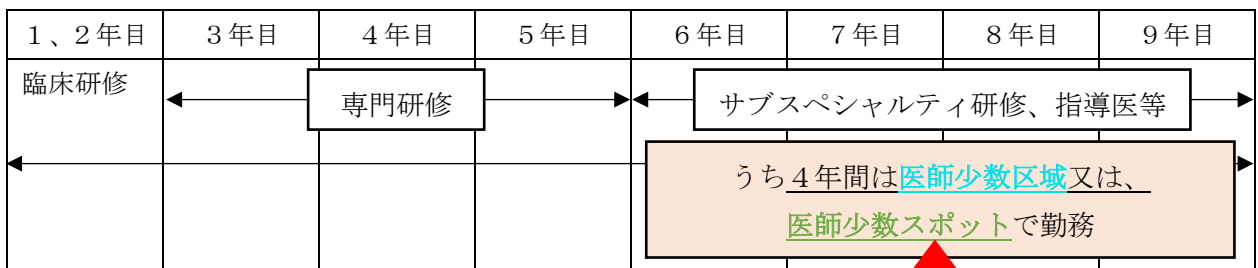 １、２年目 ３年目 ４年目 ５年目 ６年目 ７年目 ８年目 ９年目
臨床研修
専門研修
サブスペシャルティ研修、指導医等
うち４年間は医師少数区域又は、
医師少数スポットで勤務